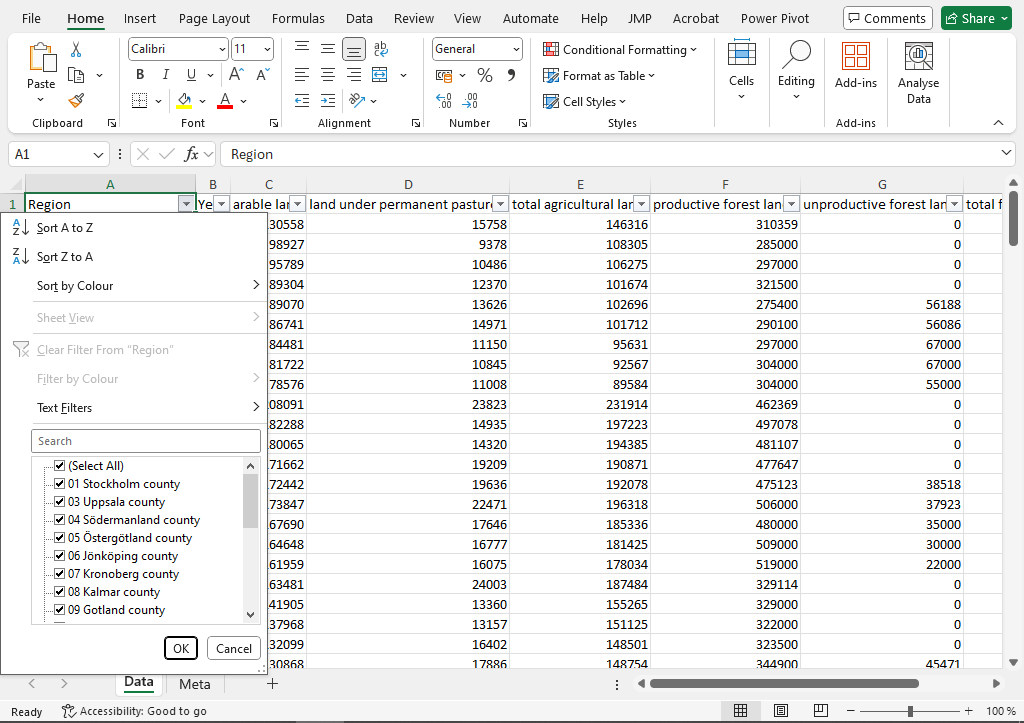 File Home Insert Page Layout Formulas Data Review View Automate Help JMP Acrobat Power Pivot Comments Share
Calibri 11 General Conditional Formatting
Paste B I U A A % Format as Table Cells Editing Add-ins Analyse Data
A Cell Styles
Clipboard Font Alignment Number Styles Add-ins
A1 fx Region
A B C D E F G
1 Region Ye arable lar land under permanent pasture total agricultural lan productive forest lan unproductive forest lan total f
Sort A to Z 30558 15758 146316 310359 0
98927 9378 108305 285000 0
Sort Z to A 95789 10486 106275 297000 0
Sort by Colour 89304 12370 101674 321500 0
89070 13626 102696 275400 56188
Sheet View 86741 14971 101712 290100 56086
Clear Filter From "Region" 84481 11150 95631 297000 67000
81722 10845 92567 304000 67000
Filter by Colour 78576 11008 89584 304000 55000
Text Filters 08091 23823 231914 462369 0
82288 14935 197223 497078 0
Search 80065 14320 194385 481107 0
(Select All) 71662 19209 190871 477647 0
01 Stockholm county 72442 19636 192078 475123 38518
03 Uppsala county 73847 22471 196318 506000 37923
04 Södermanland county 67690 17646 185336 480000 35000
05 Östergötland county 64648 16777 181425 509000 30000
06 Jönköping county 61959 16075 178034 519000 22000
07 Kronoberg county 63481 24003 187484 329114 0
08 Kalmar county 41905 13360 155265 329000 0
09 Gotland county 37968 13157 151125 322000 0
OK Cancel 32099 16402 148501 323500 0
30868 17886 148754 344900 45471
Data Meta
Ready Accessibility: Good to go 100 %